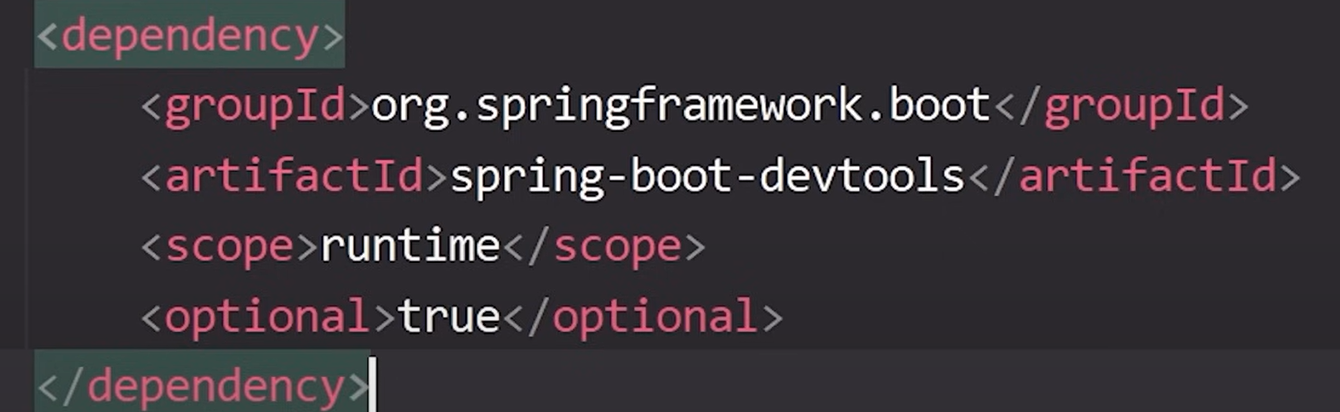 <dependency>
<groupId>org.springframework.boot</groupId>
<artifactId>spring-boot-devtools</artifactId>
<scope>runtime</scope>
<optional>true</optional>
</dependency>